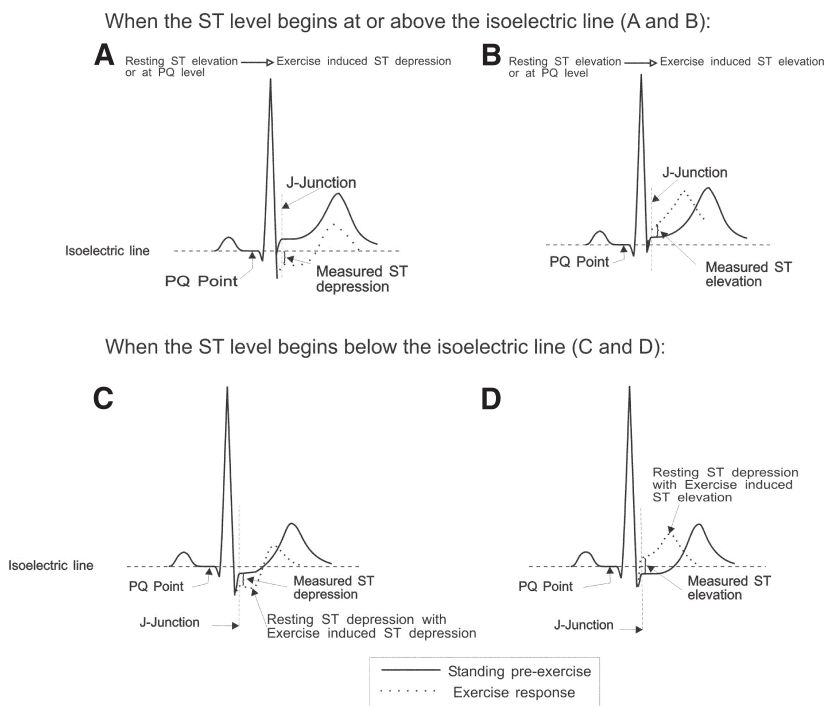 When the ST level begins at or above the isoelectric line (A and B):
A
Resting ST elevation
or at PQ level
Exercise induced ST depression
J-Junction
Isoelectric line
PQ Point
Measured ST
depression
B
Resting ST elevation
or at PQ level
Exercise induced ST elevation
J-Junction
PQ Point
Measured ST
elevation
When the ST level begins below the isoelectric line (C and D):
C
Isoelectric line
PQ Point
Measured ST
depression
J-Junction
Resting ST depression with
Exercise induced ST depression
D
Resting ST depression
with Exercise induced
ST elevation
PQ Point
Measured ST
elevation
J-Junction
Standing pre-exercise
Exercise response